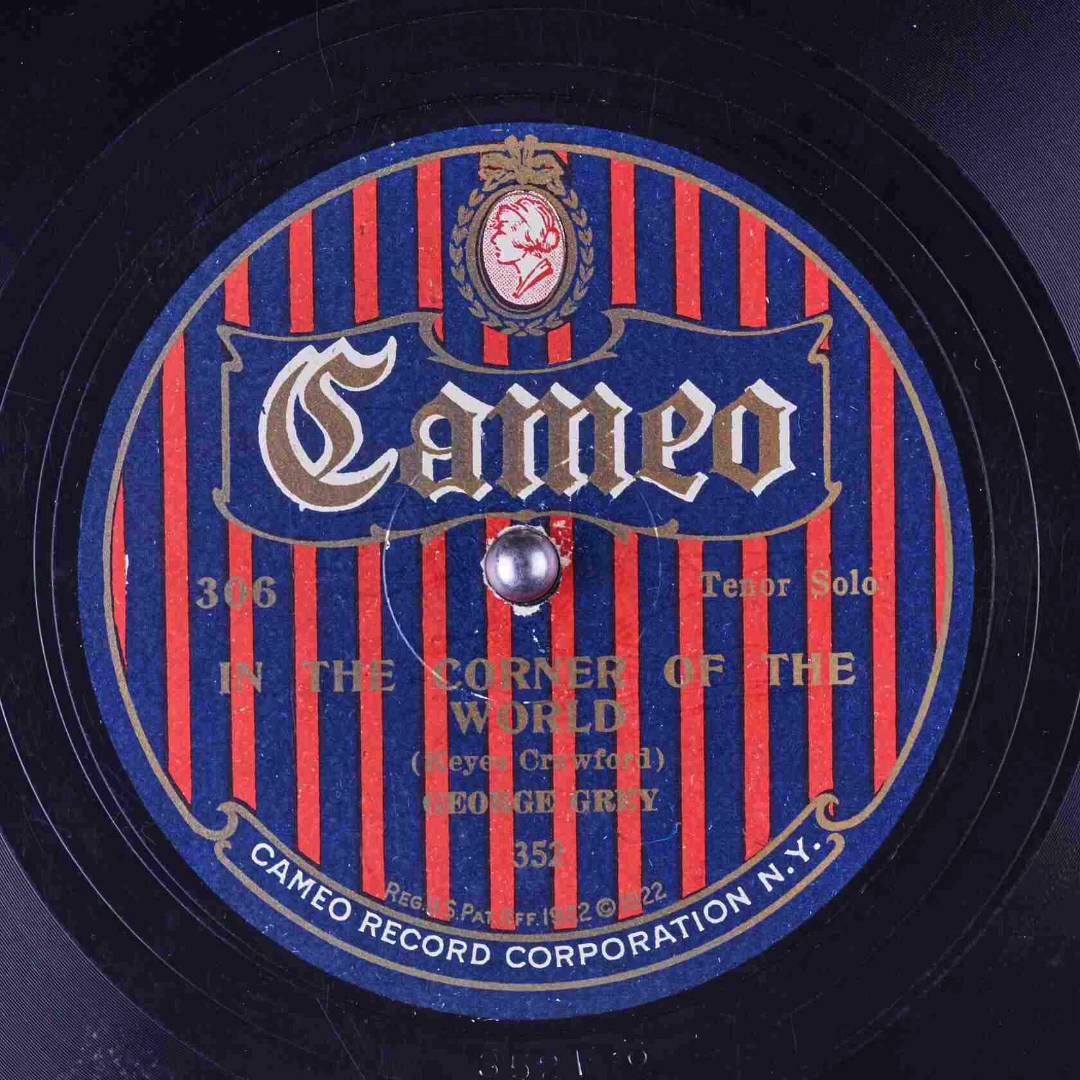 Cameo
306
Tenor Solo
IN THE CORNER OF THE
WORLD
(Keyes Crawford)
GEORGE GREY
352
REG. U.S. PAT. OFF. 1922 © 1922
CAMEO RECORD CORPORATION N.Y.